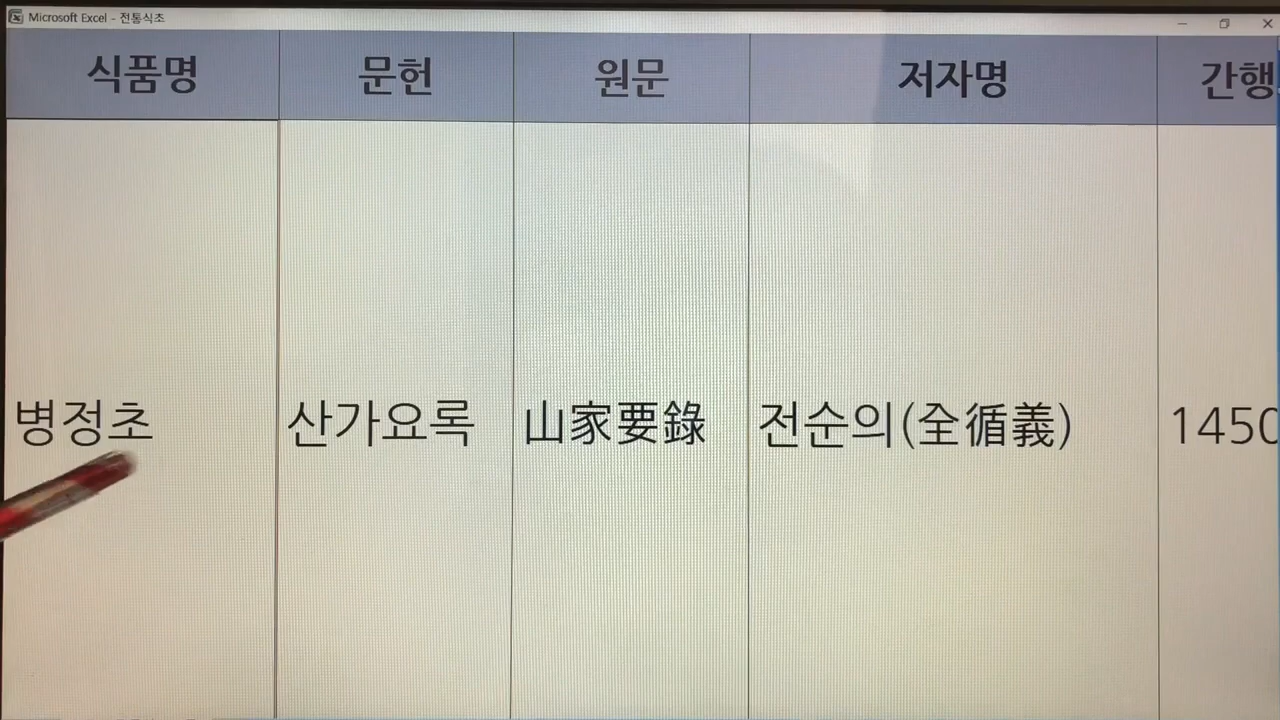 Microsoft Excel - 전통식초
식품명 문헌 원문 저자명 간행
병정초 산가요록 山家要錄 전순의(全循義) 1450